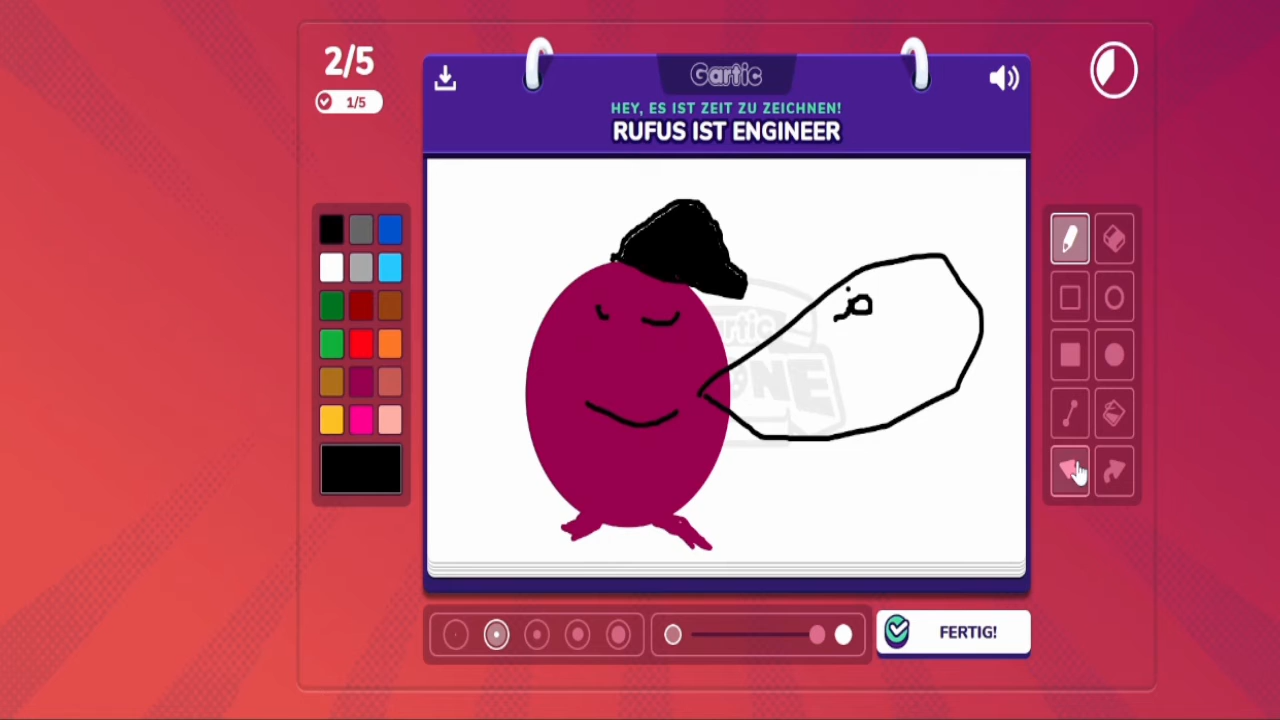 2/5
1/5
Gartic
HEY, ES IST ZEIT ZU ZEICHNEN!
RUFUS IST ENGINEER
FERTIG!